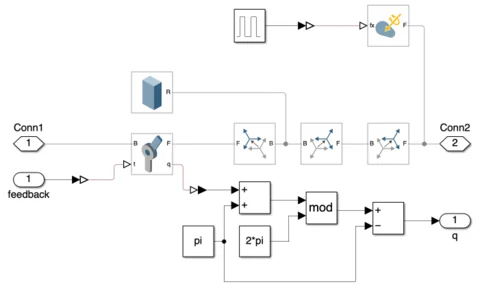 fx F
R
Conn1
1
B F
t q
F B
F B
B F
Conn2
2
1
feedback
+
+
pi
2*pi
mod
+
−
1
q